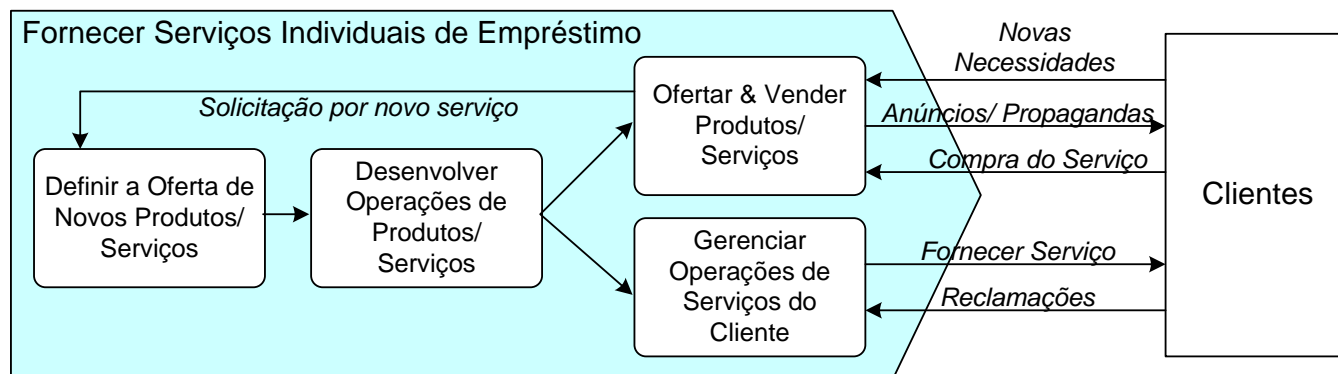 Fornecer Serviços Individuais de Empréstimo
Solicitação por novo serviço
Definir a Oferta de
Novos Produtos/
Serviços
Desenvolver
Operações de
Produtos/
Serviços
Ofertar & Vender
Produtos/
Serviços
Gerenciar
Operações de
Serviços do
Cliente
Novas
Necessidades
Anúncios/ Propagandas
Compra do Serviço
Fornecer Serviço
Reclamações
Clientes